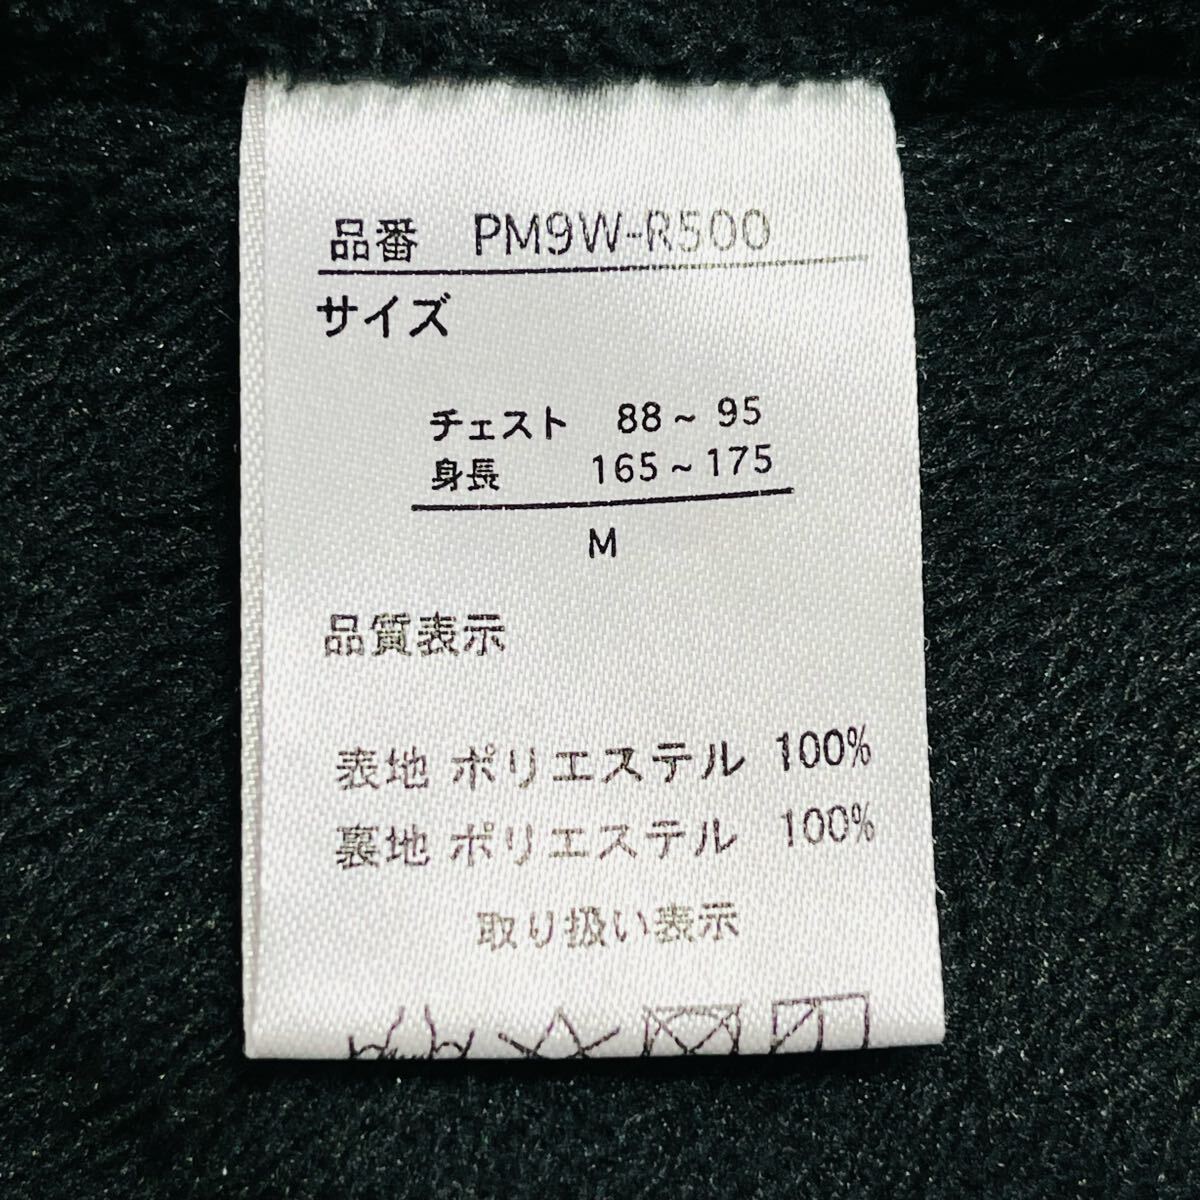 品番 PM9W-R500
サイズ
チェスト 88~95
身長 165~175
M
品質表示
表地 ポリエステル 100%
裏地 ポリエステル 100%
取り扱い表示